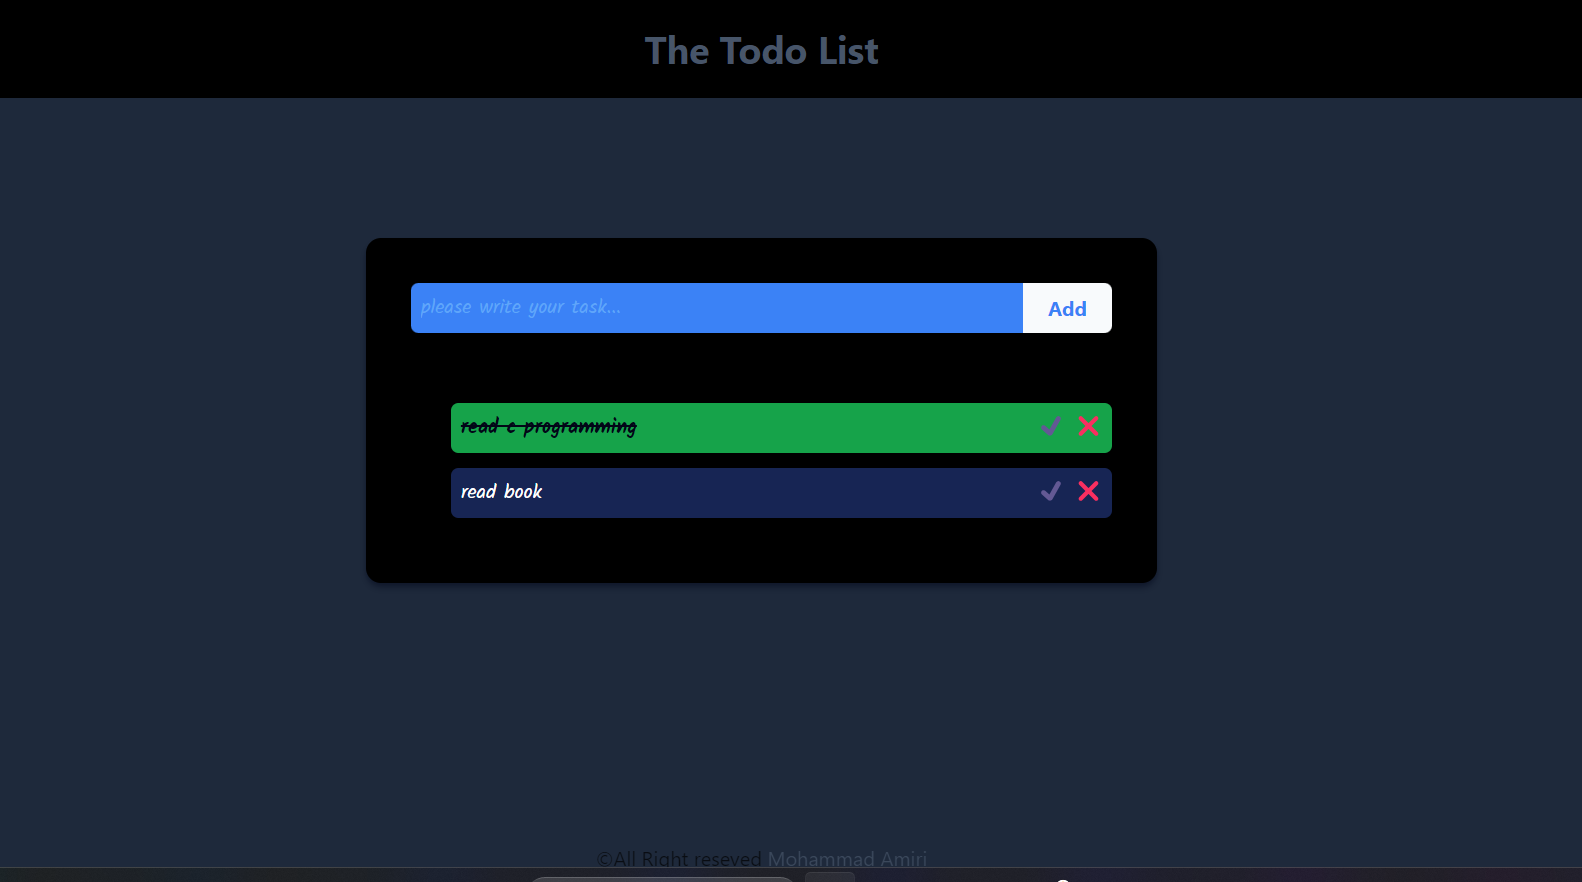 The Todo List
please write your task...
Add
read c programming
read book
©All Right reseved Mohammad Amiri